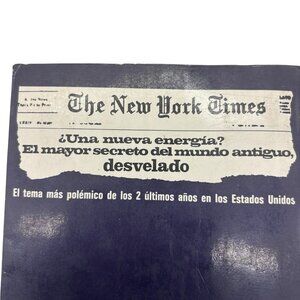 The New York Times
¿Una nueva energía?
El mayor secreto del mundo antiguo,
desvelado
El tema más polémico de los 2 últimos años en los Estados Unidos